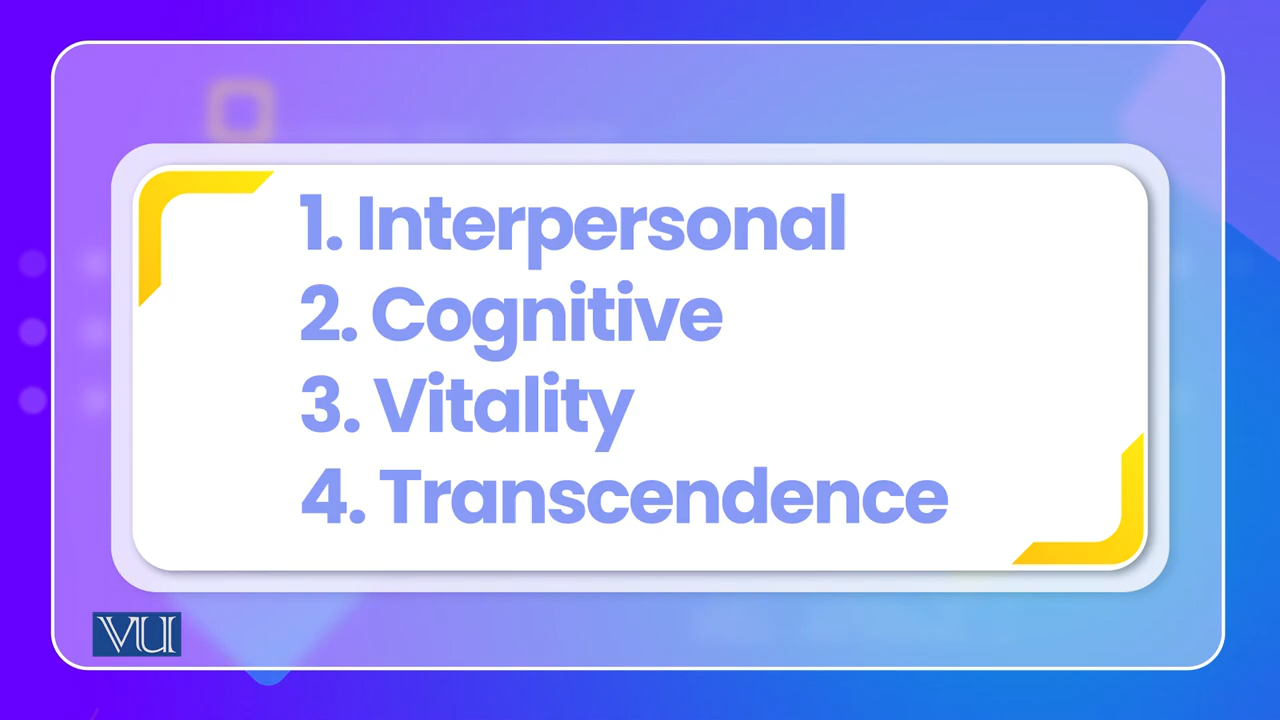 1. Interpersonal
2. Cognitive
3. Vitality
4. Transcendence
VU